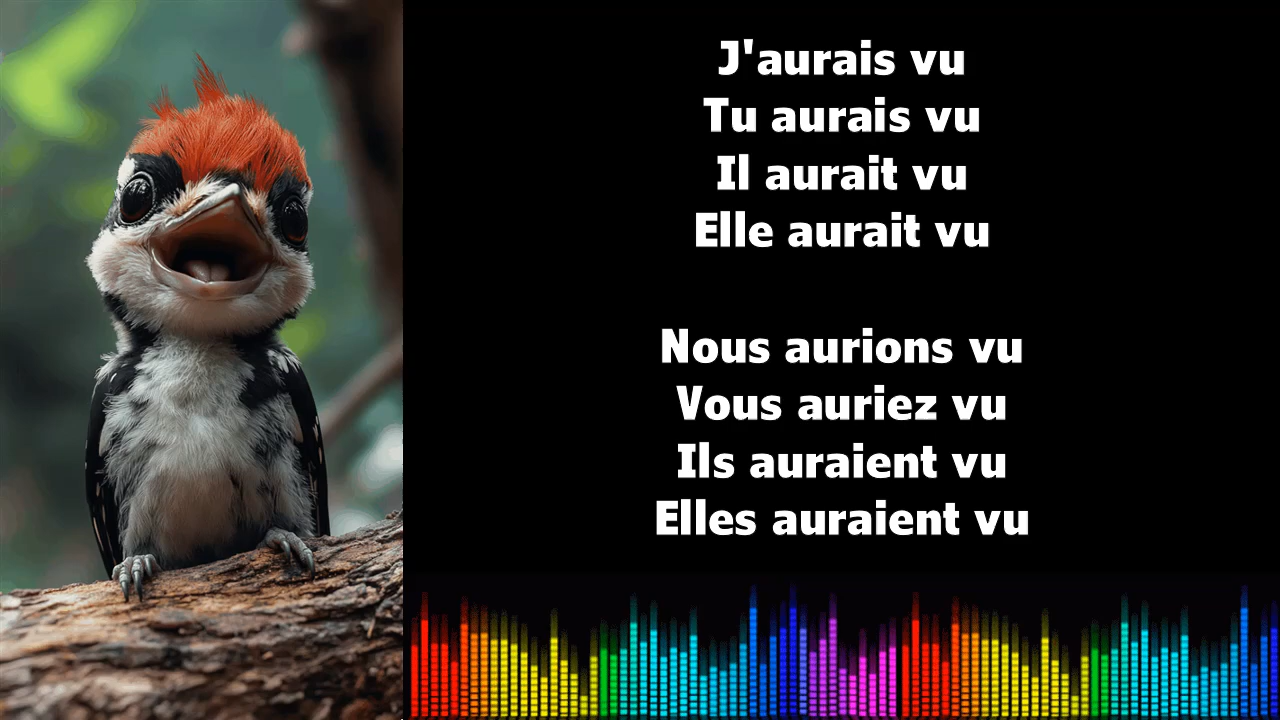 J'aurais vu
Tu aurais vu
Il aurait vu
Elle aurait vu
Nous aurions vu
Vous auriez vu
Ils auraient vu
Elles auraient vu